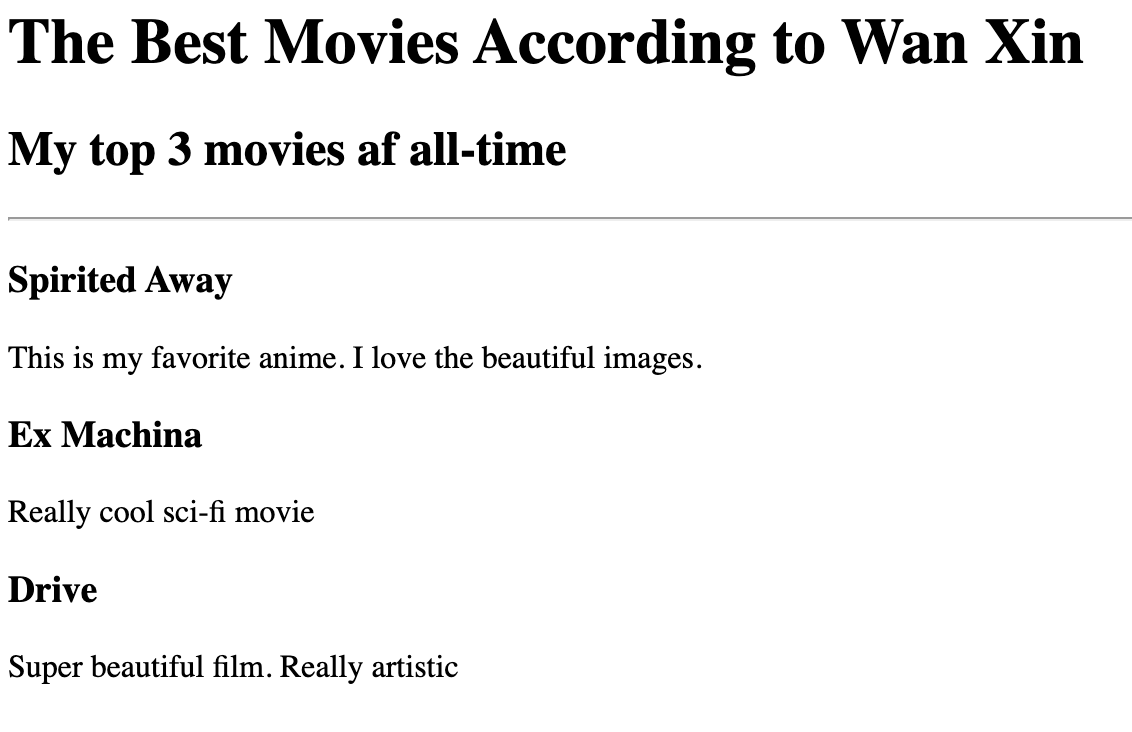 The Best Movies According to Wan Xin
My top 3 movies af all-time
Spirited Away
This is my favorite anime. I love the beautiful images.
Ex Machina
Really cool sci-fi movie
Drive
Super beautiful film. Really artistic